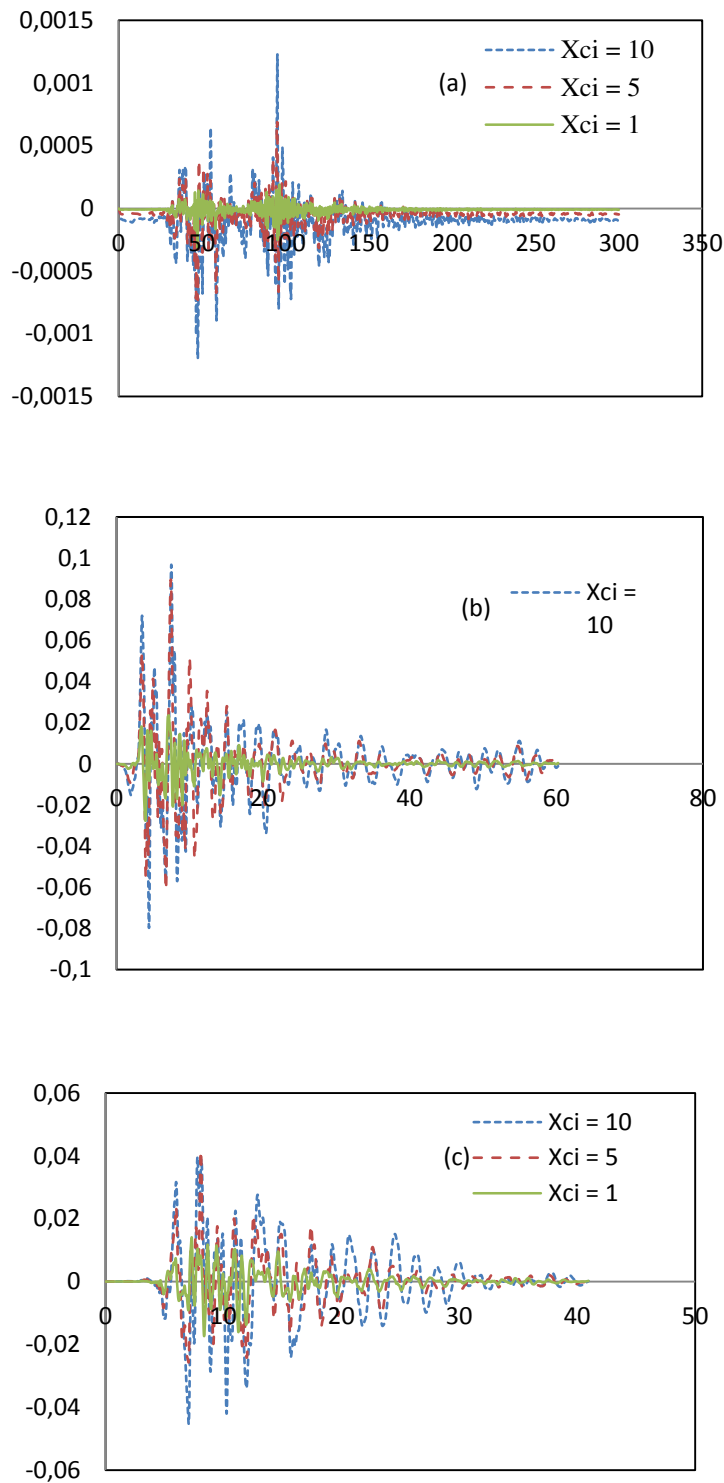 0,0015
Xci = 10
0,001
(a)
Xci = 5
Xci = 1
0,0005
0
0 50 100 150 200 250 300 350
-0,0005
-0,001
-0,0015
0,12
0,1
(b)
Xci =
10
0,08
0,06
0,04
0,02
0
0 20 40 60 80
-0,02
-0,04
-0,06
-0,08
-0,1
0,06
Xci = 10
0,04
(c)
Xci = 5
Xci = 1
0,02
0
0 10 20 30 40 50
-0,02
-0,04
-0,06